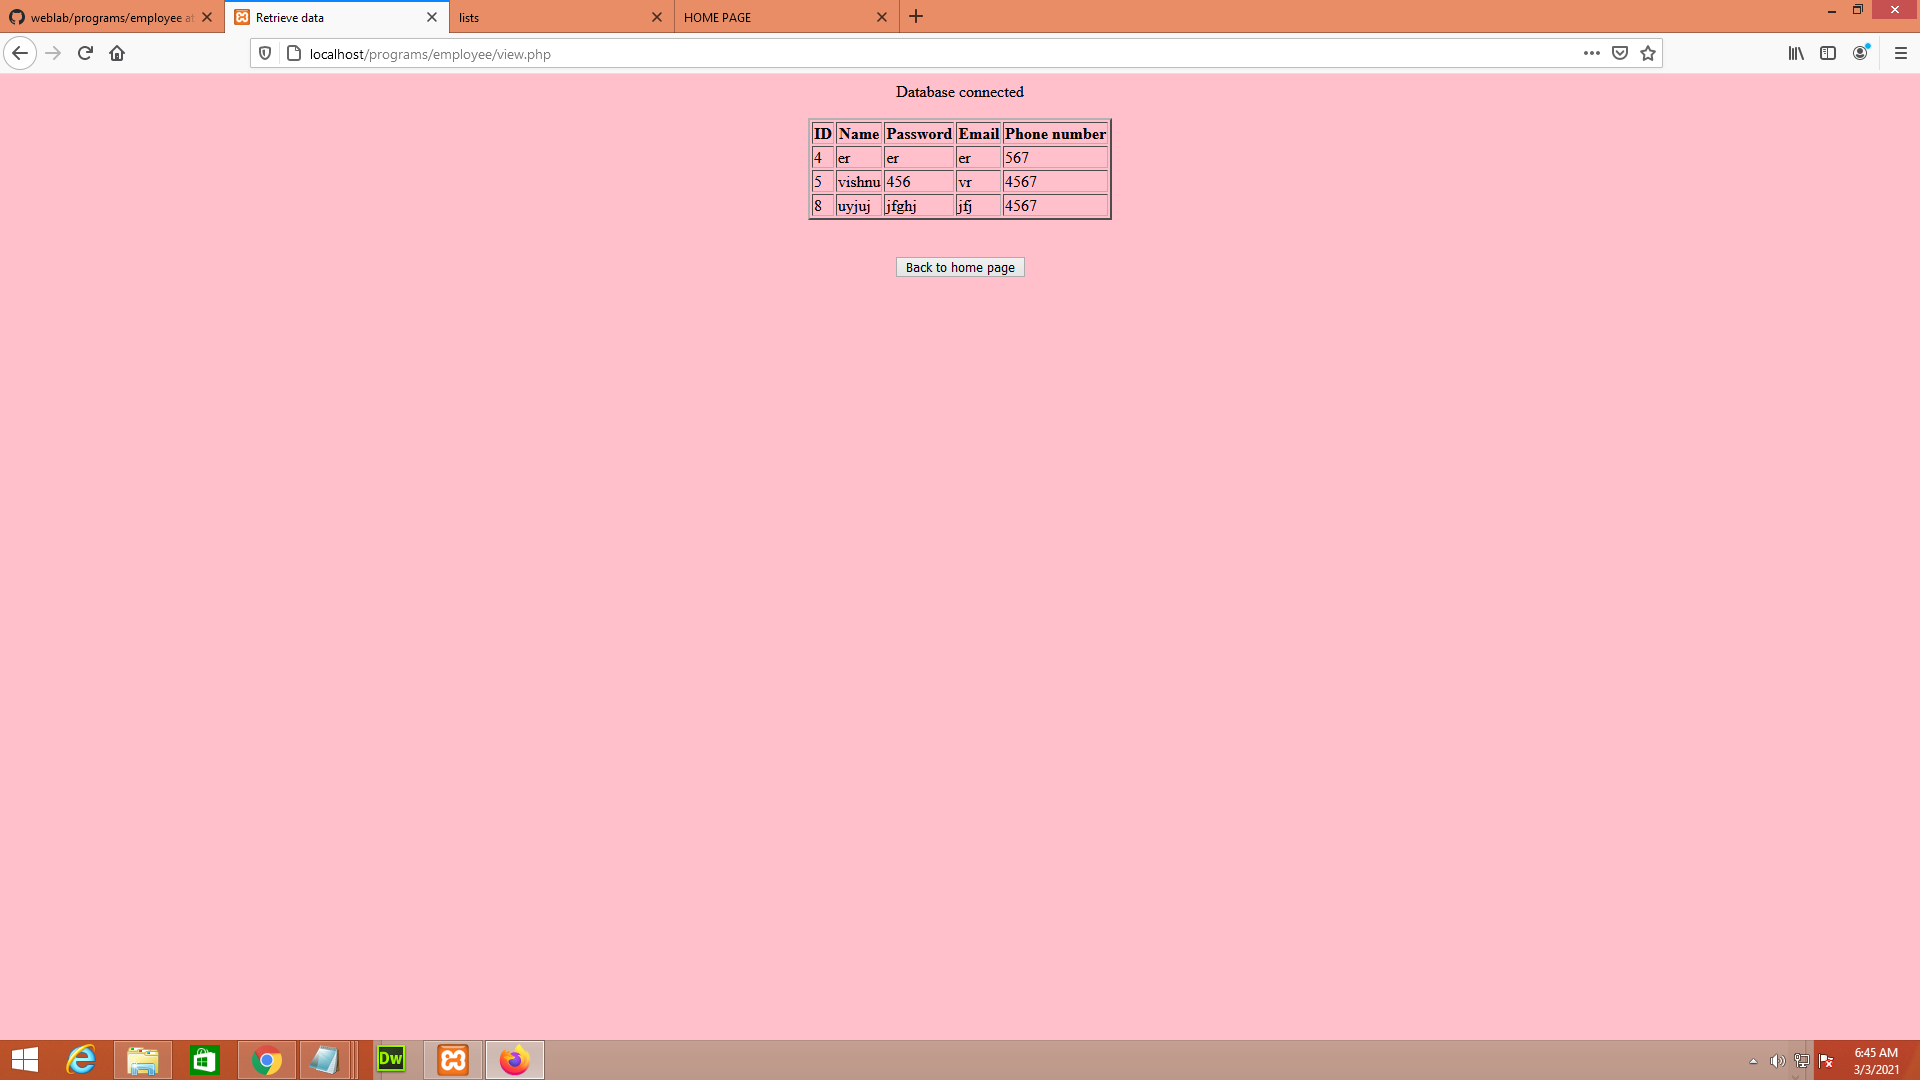 weblab/programs/employee at
Retrieve data
lists
HOME PAGE
localhost/programs/employee/view.php
Database connected
ID Name Password Email Phone number
4 er er er 567
5 vishnu 456 vr 4567
8 uyjuj jfghj jfj 4567
Back to home page
Dw
6:45 AM
3/3/2021